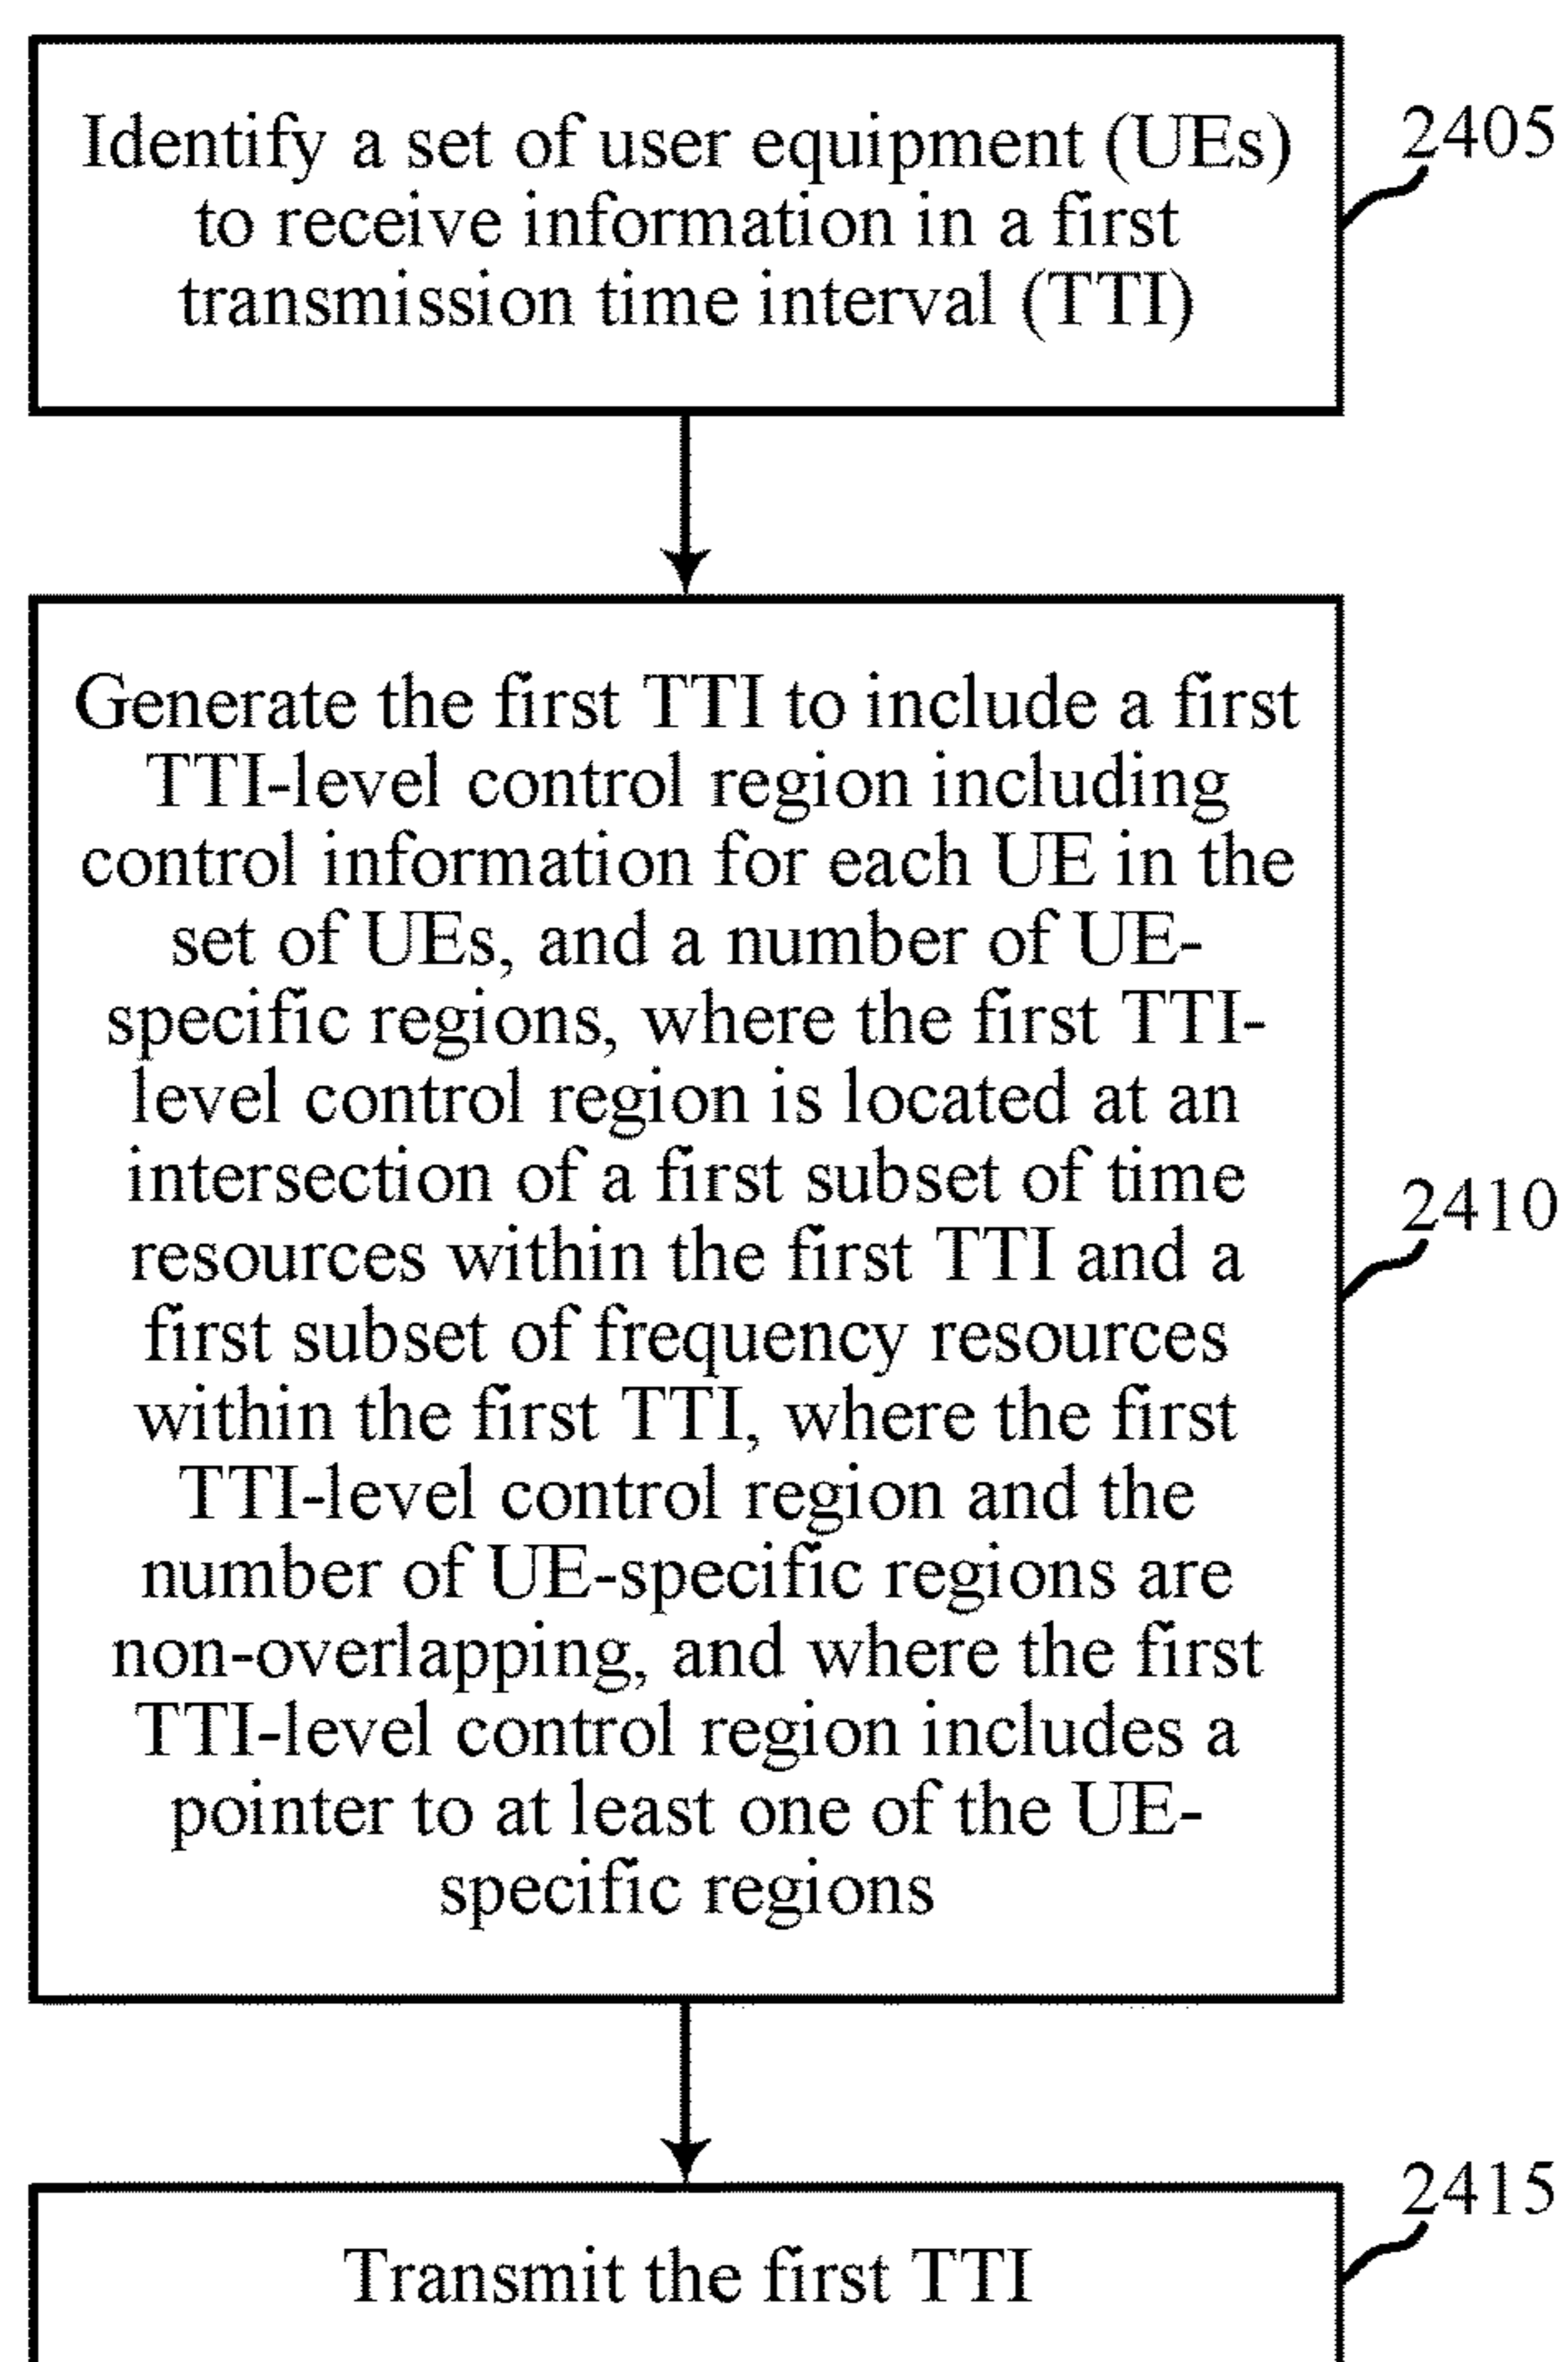 Identify a set of user equipment (UEs)
to receive information in a first
transmission time interval (TTI)
2405
Generate the first TTI to include a first
TTI-level control region including
control information for each UE in the
set of UEs, and a number of UE-
specific regions, where the first TTI-
level control region is located at an
intersection of a first subset of time
resources within the first TTI and a
first subset of frequency resources
within the first TTI, where the first
TTI-level control region and the
number of UE-specific regions are
non-overlapping, and where the first
TTI-level control region includes a
pointer to at least one of the UE-
specific regions
2410
Transmit the first TTI
2415